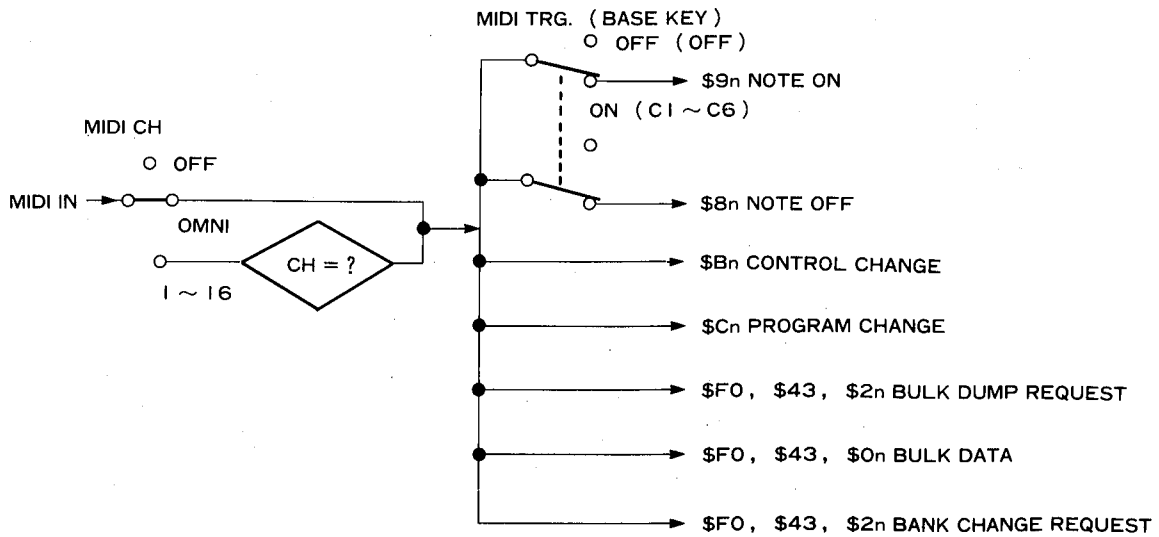 MIDI TRG. (BASE KEY)
OFF (OFF)
$9n NOTE ON
ON (C1 ~ C6)
MIDI CH
OFF
MIDI IN
OMNI
$8n NOTE OFF
CH = ?
1 ~ 16
$Bn CONTROL CHANGE
$Cn PROGRAM CHANGE
$F0, $43, $2n BULK DUMP REQUEST
$F0, $43, $0n BULK DATA
$F0, $43, $2n BANK CHANGE REQUEST